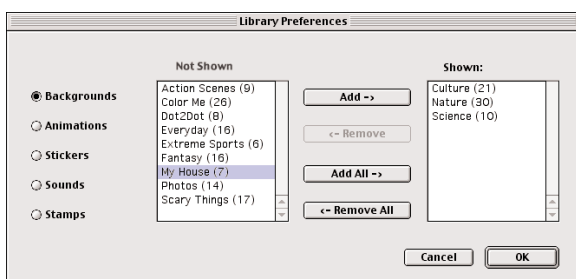 Library Preferences
Not Shown
Shown:
Backgrounds
Animations
Stickers
Sounds
Stamps
Action Scenes (9)
Color Me (26)
Dot2Dot (8)
Everyday (16)
Extreme Sports (6)
Fantasy (16)
My House (7)
Photos (14)
Scary Things (17)
Add ->
<- Remove
Add All ->
<- Remove All
Culture (21)
Nature (30)
Science (10)
Cancel
OK